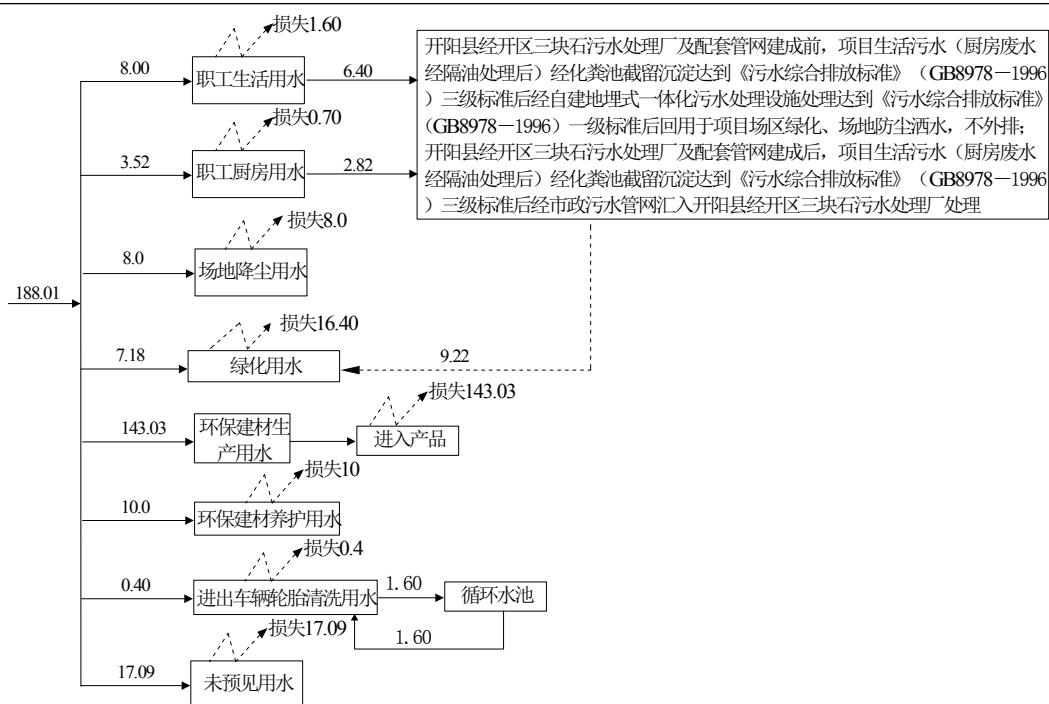 损失1.60
8.00
职工生活用水
6.40
开阳县经开区三块石污水处理厂及配套管网建成前，项目生活污水（厨房废水
经隔油处理后）经化粪池截留沉淀达到《污水综合排放标准》（GB8978－1996
）三级标准后经自建地埋式一体化污水处理设施处理达到《污水综合排放标准》
（GB8978－1996）一级标准后回用于项目场区绿化、场地防尘洒水，不外排；
开阳县经开区三块石污水处理厂及配套管网建成后，项目生活污水（厨房废水
经隔油处理后）经化粪池截留沉淀达到《污水综合排放标准》（GB8978－1996
）三级标准后经市政污水管网汇入开阳县经开区三块石污水处理厂处理
损失0.70
3.52
职工厨房用水
2.82
损失8.0
8.0
场地降尘用水
188.01
损失16.40
7.18
绿化用水
9.22
损失143.03
143.03
环保建材生
产用水
进入产品
损失10
10.0
环保建材养护用水
损失0.4
0.40
进出车辆轮胎清洗用水
1.60
循环水池
1.60
损失17.09
17.09
未预见用水